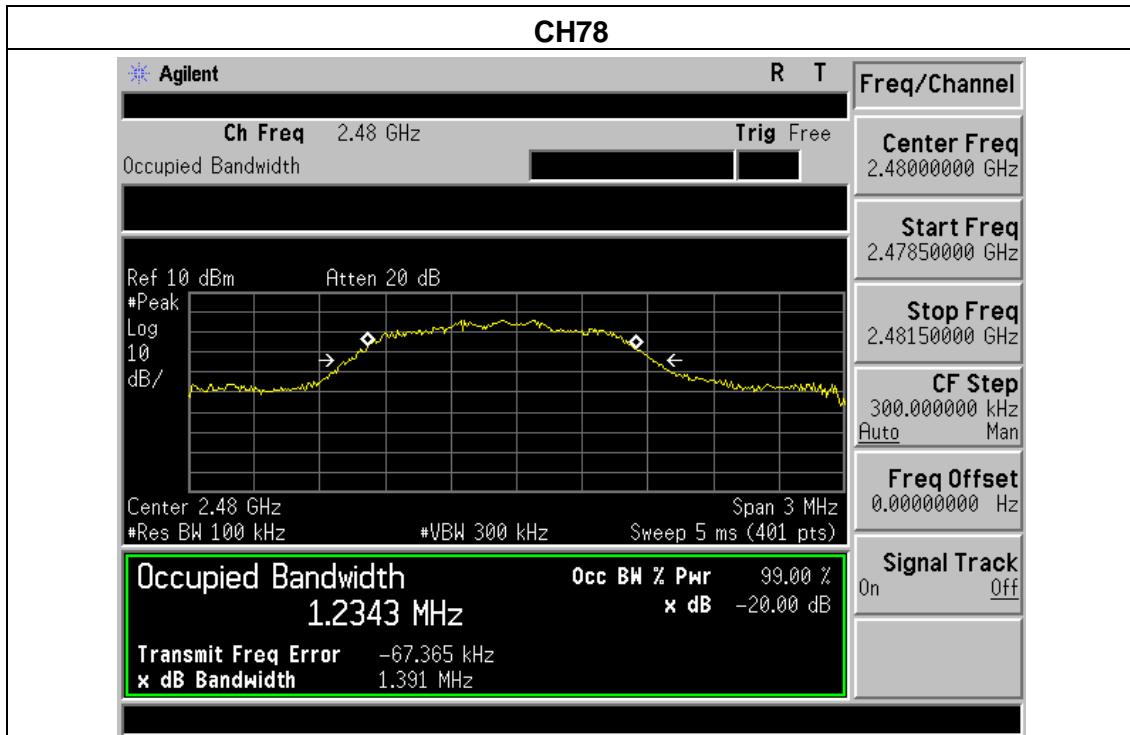 CH78
Agilent R T
Freq/Channel
Ch Freq 2.48 GHz Trig Free
Occupied Bandwidth
Center Freq
2.48000000 GHz
Start Freq
2.47850000 GHz
Ref 10 dBm Atten 20 dB
#Peak
Log
10
dB/
Stop Freq
2.48150000 GHz
CF Step
300.000000 kHz
Auto Man
Freq Offset
0.00000000 Hz
Center 2.48 GHz Span 3 MHz
#Res BW 100 kHz #VBW 300 kHz Sweep 5 ms (401 pts)
Signal Track
On Off
Occupied Bandwidth
1.2343 MHz
Occ BW % Pwr 99.00 %
x dB -20.00 dB
Transmit Freq Error -67.365 kHz
x dB Bandwidth 1.391 MHz